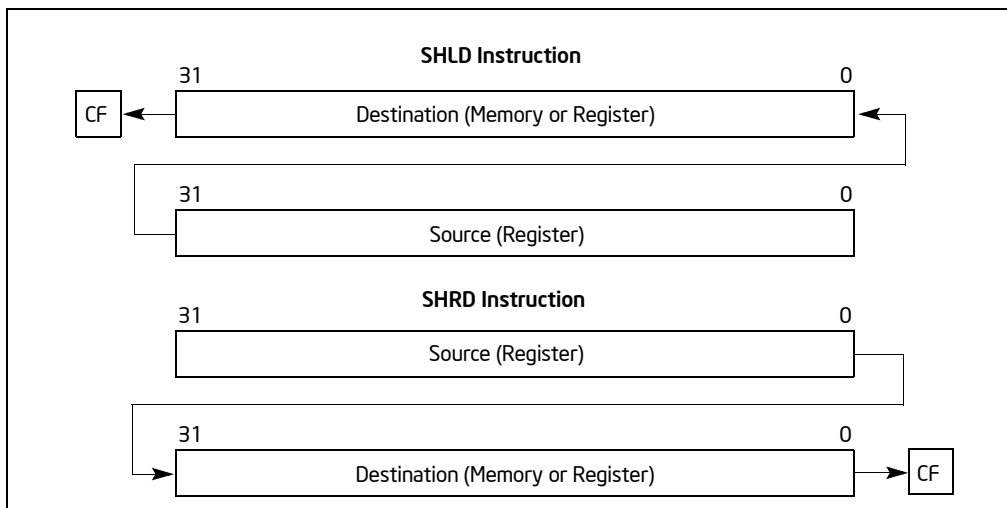 SHLD Instruction
31 0
CF Destination (Memory or Register)
31 0
Source (Register)
SHRD Instruction
31 0
Source (Register)
31 0
Destination (Memory or Register) CF